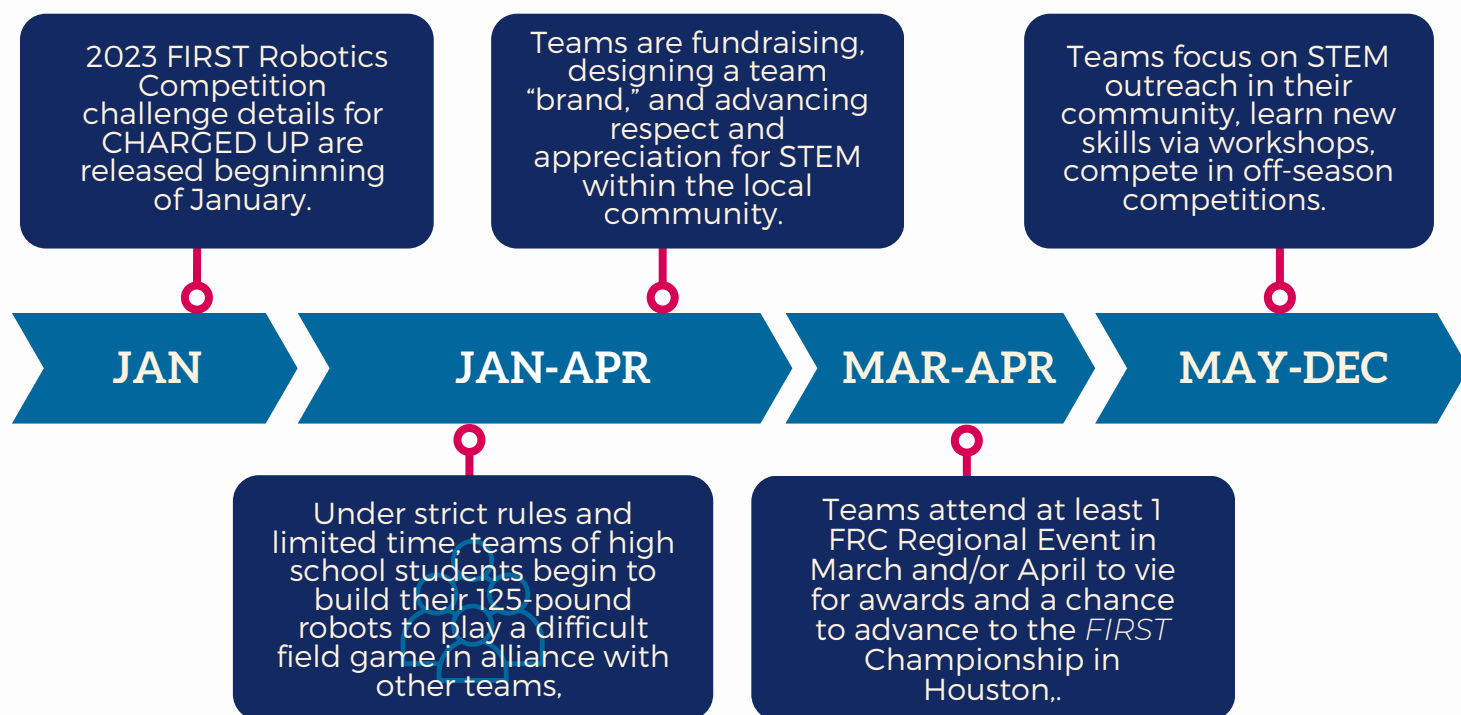 2023 FIRST Robotics
Competition
challenge details for
CHARGED UP are
released begninning
of January.
Teams are fundraising,
designing a team
“brand,” and advancing
respect and
appreciation for STEM
within the local
community.
Teams focus on STEM
outreach in their
community, learn new
skills via workshops,
compete in off-season
competitions.
JAN
JAN-APR
MAR-APR
MAY-DEC
Under strict rules and
limited time, teams of high
school students begin to
build their 125-pound
robots to play a difficult
field game in alliance with
other teams,
Teams attend at least 1
FRC Regional Event in
March and/or April to vie
for awards and a chance
to advance to the FIRST
Championship in
Houston,.